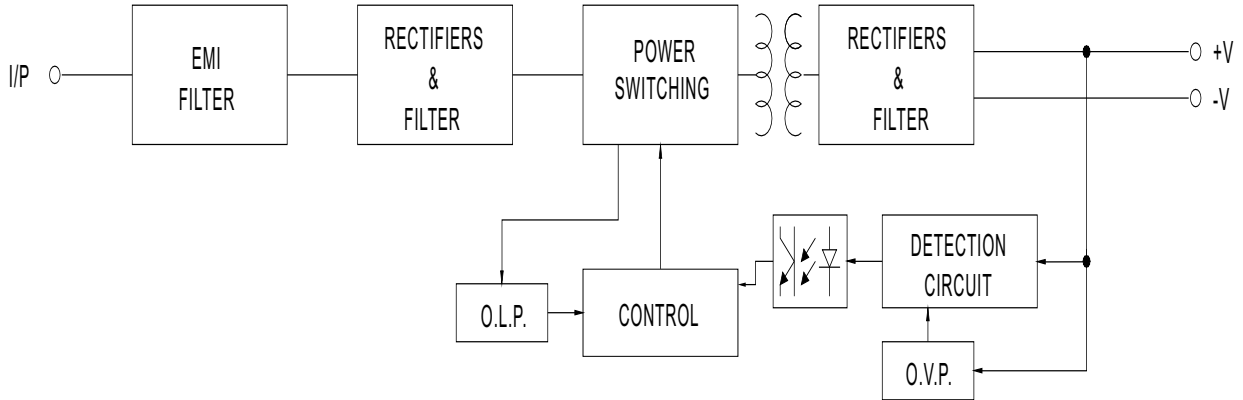 I/P
EMI
FILTER
RECTIFIERS
&
FILTER
POWER
SWITCHING
RECTIFIERS
&
FILTER
+V
-V
O.L.P.
CONTROL
DETECTION
CIRCUIT
O.V.P.